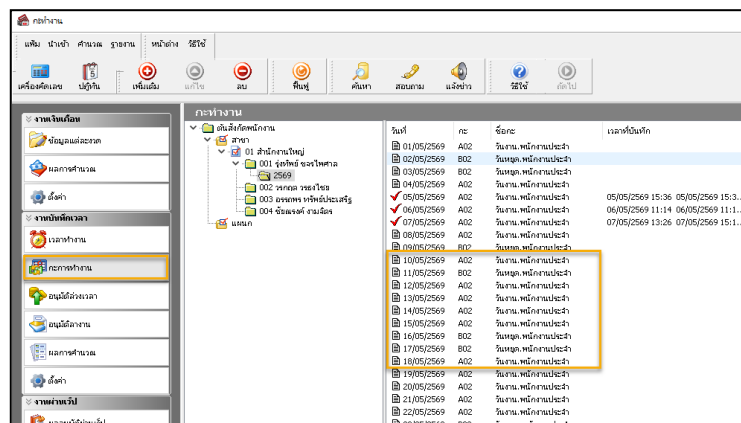 กะทำงาน
แฟ้ม นำเข้า คำนวณ ฐานงาน หน้าต่าง วิธีใช้
เครื่องคิดเลข ปฏิทิน เพิ่มเติม แก้ไข ลบ ฟื้นฟู ค้นหา สอบถาม แจ้งข่าว วิธีใช้ ถัดไป
งานเงินเดือน
ข้อมูลแต่ละงวด
ผลการคำนวณ
ตั้งค่า
งานบันทึกเวลา
เวลาทำงาน
กะการทำงาน
อนุมัติล่วงเวลา
อนุมัติลางาน
ผลการคำนวณ
ตั้งค่า
งานผ่านเว็ป
กะทำงาน
ต้นสังกัดพนักงาน
สาขา
01 สำนักงานใหญ่
001 รุ่งทิพย์ ขจรไพศาล
2569
002 วรกฤต วรธงไชย
003 อรรถพร ทรัพย์ประเสริฐ
004 ชัยณรงค์ งามฉัตร
แผนก
วันที่ กะ ชื่อกะ เวลาที่บันทึก
01/05/2569 A02 วันงาน.พนักงานประจำ
02/05/2569 B02 วันหยุด.พนักงานประจำ
03/05/2569 B02 วันหยุด.พนักงานประจำ
04/05/2569 A02 วันงาน.พนักงานประจำ
05/05/2569 A02 วันงาน.พนักงานประจำ 05/05/2569 15:36 05/05/2569 15:3...
06/05/2569 A02 วันงาน.พนักงานประจำ 06/05/2569 11:14 06/05/2569 11:1...
07/05/2569 A02 วันงาน.พนักงานประจำ 07/05/2569 13:26 07/05/2569 15:1...
08/05/2569 A02 วันงาน.พนักงานประจำ
09/05/2569 B02 วันหยุด.พนักงานประจำ
10/05/2569 A02 วันงาน.พนักงานประจำ
11/05/2569 B02 วันหยุด.พนักงานประจำ
12/05/2569 A02 วันงาน.พนักงานประจำ
13/05/2569 A02 วันงาน.พนักงานประจำ
14/05/2569 A02 วันงาน.พนักงานประจำ
15/05/2569 A02 วันงาน.พนักงานประจำ
16/05/2569 B02 วันหยุด.พนักงานประจำ
17/05/2569 B02 วันหยุด.พนักงานประจำ
18/05/2569 A02 วันงาน.พนักงานประจำ
19/05/2569 A02 วันงาน.พนักงานประจำ
20/05/2569 A02 วันงาน.พนักงานประจำ
21/05/2569 A02 วันงาน.พนักงานประจำ
22/05/2569 A02 วันงาน.พนักงานประจำ